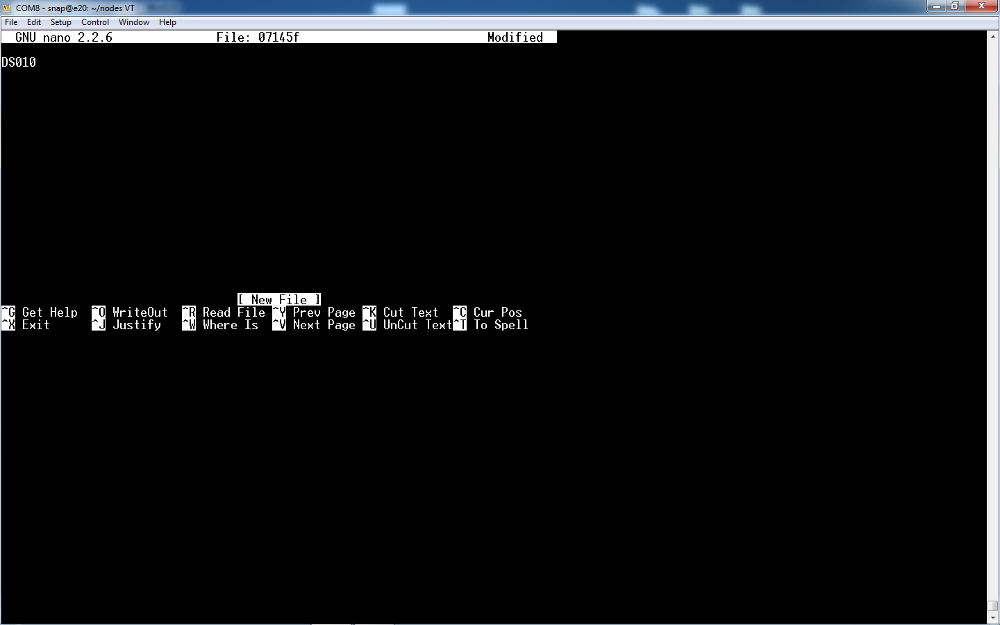 COM8 - snap@e20: ~/nodes VT
File Edit Setup Control Window Help
GNU nano 2.2.6 File: 07145f Modified
DS010
[ New File ]
^G Get Help ^O WriteOut ^R Read File ^Y Prev Page ^K Cut Text ^C Cur Pos
^X Exit ^J Justify ^W Where Is ^V Next Page ^U UnCut Text ^T To Spell